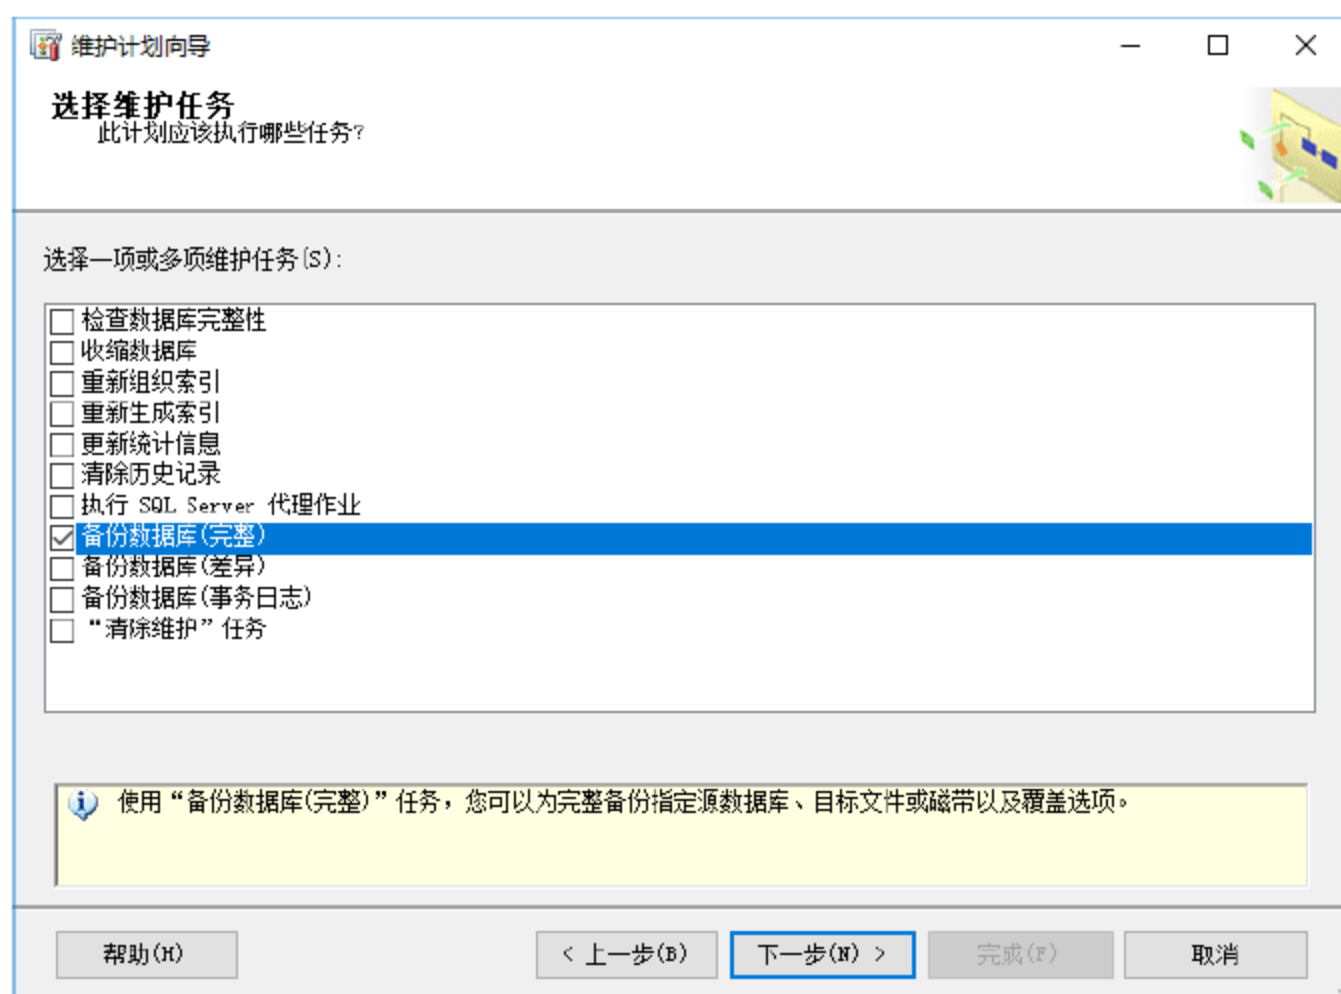 维护计划向导
选择维护任务
此计划应该执行哪些任务?
选择一项或多项维护任务(S):
检查数据库完整性
收缩数据库
重新组织索引
重新生成索引
更新统计信息
清除历史记录
执行 SQL Server 代理作业
备份数据库(完整)
备份数据库(差异)
备份数据库(事务日志)
“清除维护”任务
使用“备份数据库(完整)”任务，您可以为完整备份指定源数据库、目标文件或磁带以及覆盖选项。
帮助(H)
< 上一步(B)
下一步(N) >
完成(F)
取消